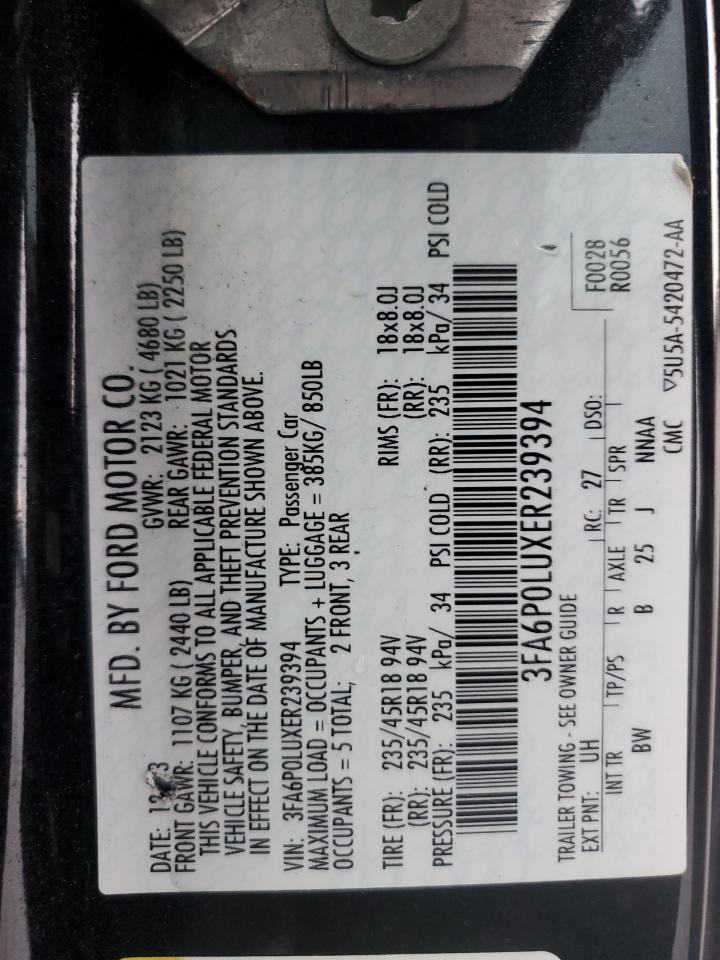 MFD. BY FORD MOTOR CO.
DATE: GVWR: 2123 KG ( 4680 LB)
FRONT GAWR: 1107 KG ( 2440 LB) REAR GAWR: 1021 KG ( 2250 LB)
THIS VEHICLE CONFORMS TO ALL APPLICABLE FEDERAL MOTOR
VEHICLE SAFETY, BUMPER, AND THEFT PREVENTION STANDARDS
IN EFFECT ON THE DATE OF MANUFACTURE SHOWN ABOVE.
VIN: 3FA6P0LUXER239394 TYPE: Passenger Car
MAXIMUM LOAD = OCCUPANTS + LUGGAGE = 385KG/ 850LB
OCCUPANTS = 5 TOTAL; 2 FRONT, 3 REAR
TIRE (FR): 235/45R18 94V RIMS (FR): 18x8.0J
(RR): 235/45R18 94V (RR): 18x8.0J
PRESSURE (FR): 235 kPa/ 34 PSI COLD (RR): 235 kPa/ 34 PSI COLD
3FA6P0LUXER239394
TRAILER TOWING - SEE OWNER GUIDE
EXT PNT: UH RC: 27 DSO: F0028
R0056
INT TR TP/PS R AXLE TR SPR
BW B 25 J NNAA
CMC ▽5U5A-5420472-AA